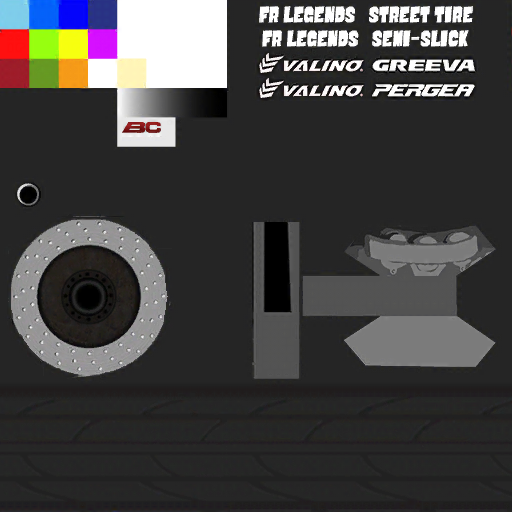 FR LEGENDS STREET TIRE
FR LEGENDS SEMI-SLICK
VALINO. GREEVA
VALINO. PERGEA
BC